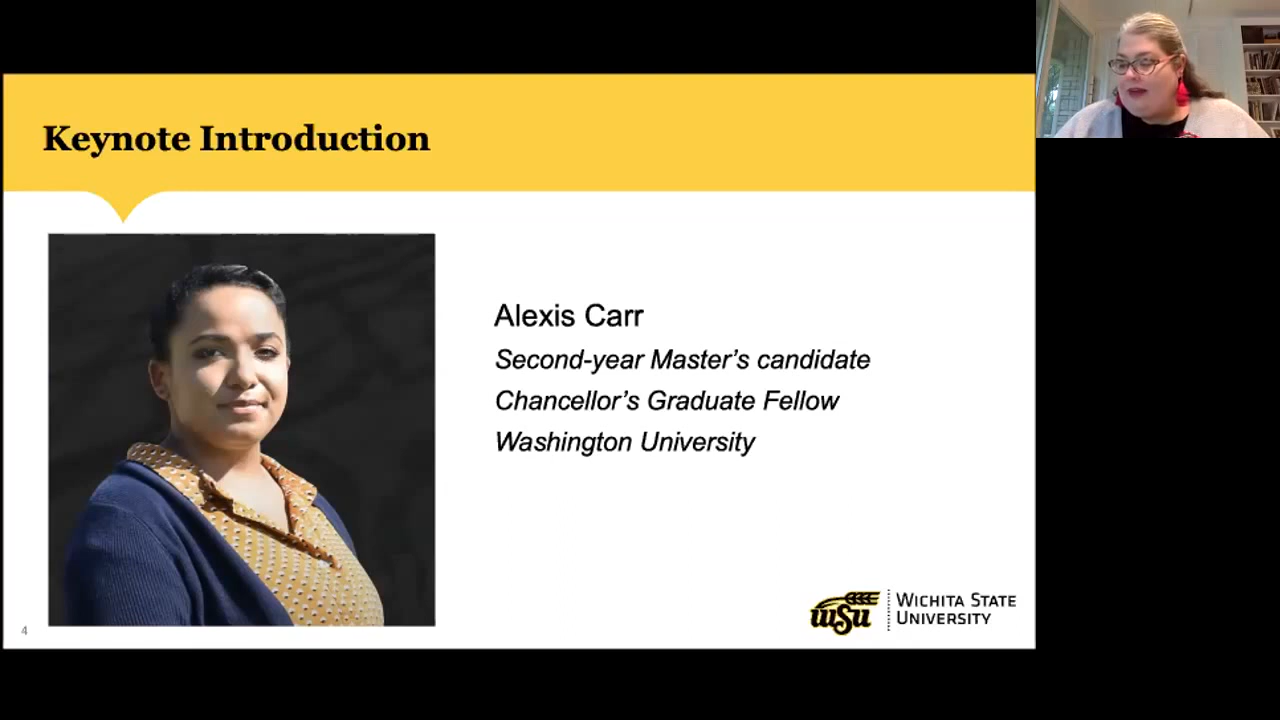 Keynote Introduction
Alexis Carr
Second-year Master's candidate
Chancellor's Graduate Fellow
Washington University
4
wsu
WICHITA STATE
UNIVERSITY